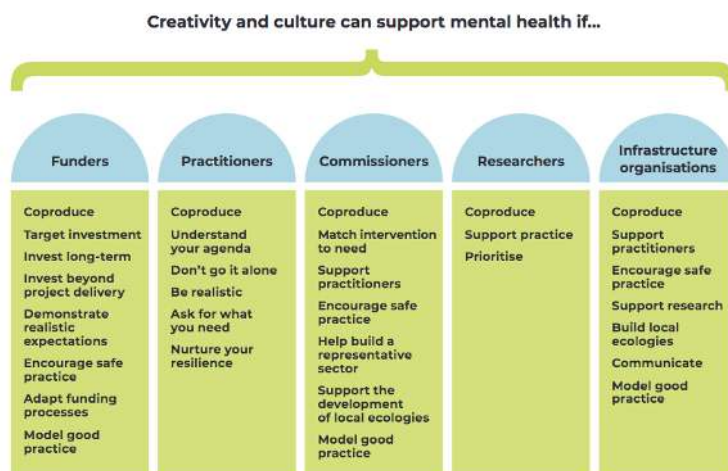 Creativity and culture can support mental health if...
Funders
Coproduce
Target investment
Invest long-term
Invest beyond
project delivery
Demonstrate
realistic
expectations
Encourage safe
practice
Adapt funding
processes
Model good
practice
Practitioners
Coproduce
Understand
your agenda
Don't go it alone
Be realistic
Ask for what
you need
Nurture your
resilience
Commissioners
Coproduce
Match intervention
to need
Support
practitioners
Encourage safe
practice
Help build a
representative
sector
Support the
development
of local ecologies
Model good
practice
Researchers
Coproduce
Support practice
Prioritise
Infrastructure
organisations
Coproduce
Support
practitioners
Encourage safe
practice
Support research
Build local
ecologies
Communicate
Model good
practice